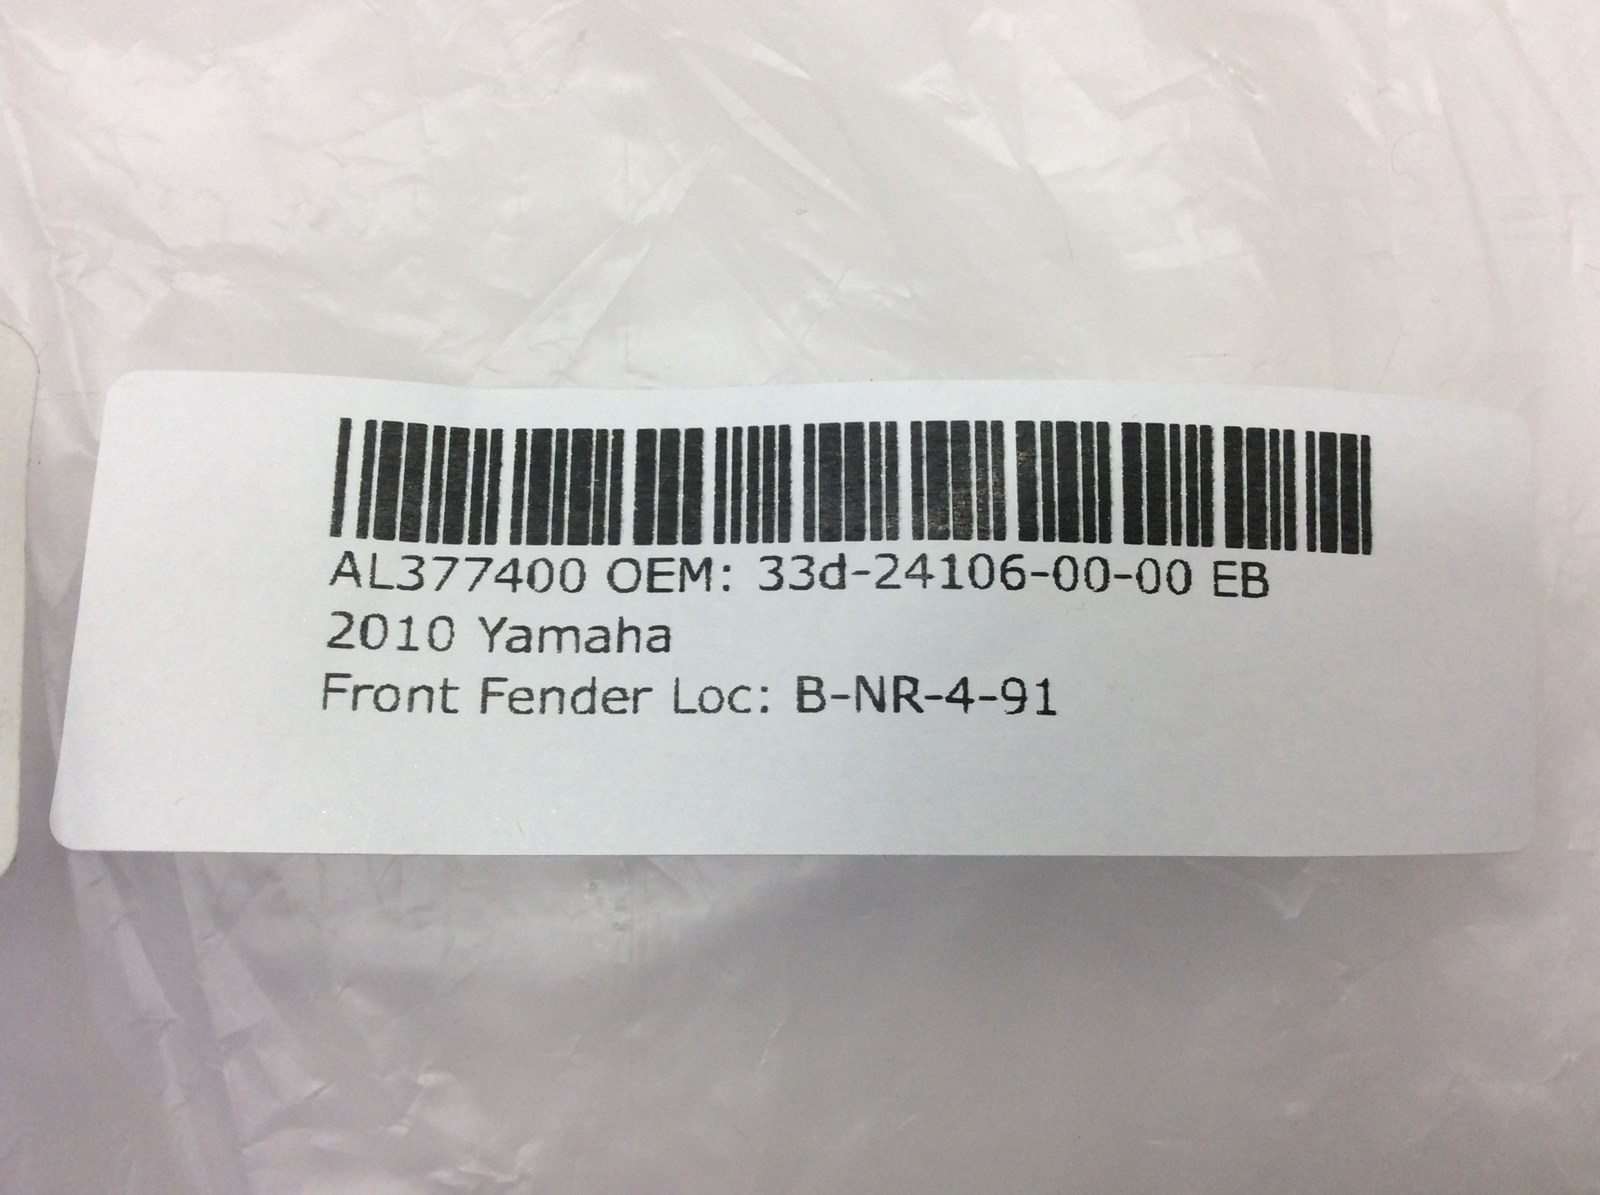 AL377400 OEM: 33d-24106-00-00 EB
2010 Yamaha
Front Fender Loc: B-NR-4-91